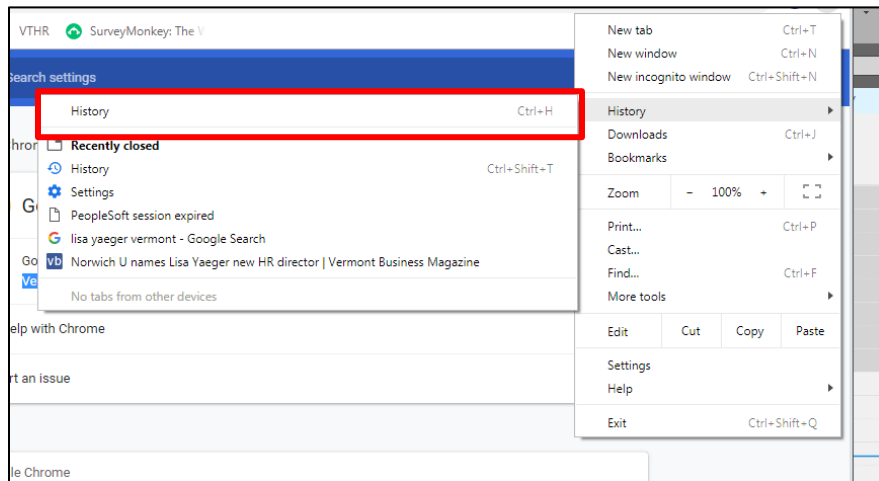 VTHR SurveyMonkey: The
Search settings
History Ctrl+H
Recently closed
History Ctrl+Shift+T
Settings
PeopleSoft session expired
lisa yaeger vermont - Google Search
vb Norwich U names Lisa Yaeger new HR director | Vermont Business Magazine
No tabs from other devices
hror
G
Go
Ve
elp with Chrome
rt an issue
le Chrome
New tab Ctrl+T
New window Ctrl+N
New incognito window Ctrl+Shift+N
History
Downloads Ctrl+J
Bookmarks
Zoom - 100% +
Print... Ctrl+P
Cast...
Find... Ctrl+F
More tools
Edit Cut Copy Paste
Settings
Help
Exit Ctrl+Shift+Q